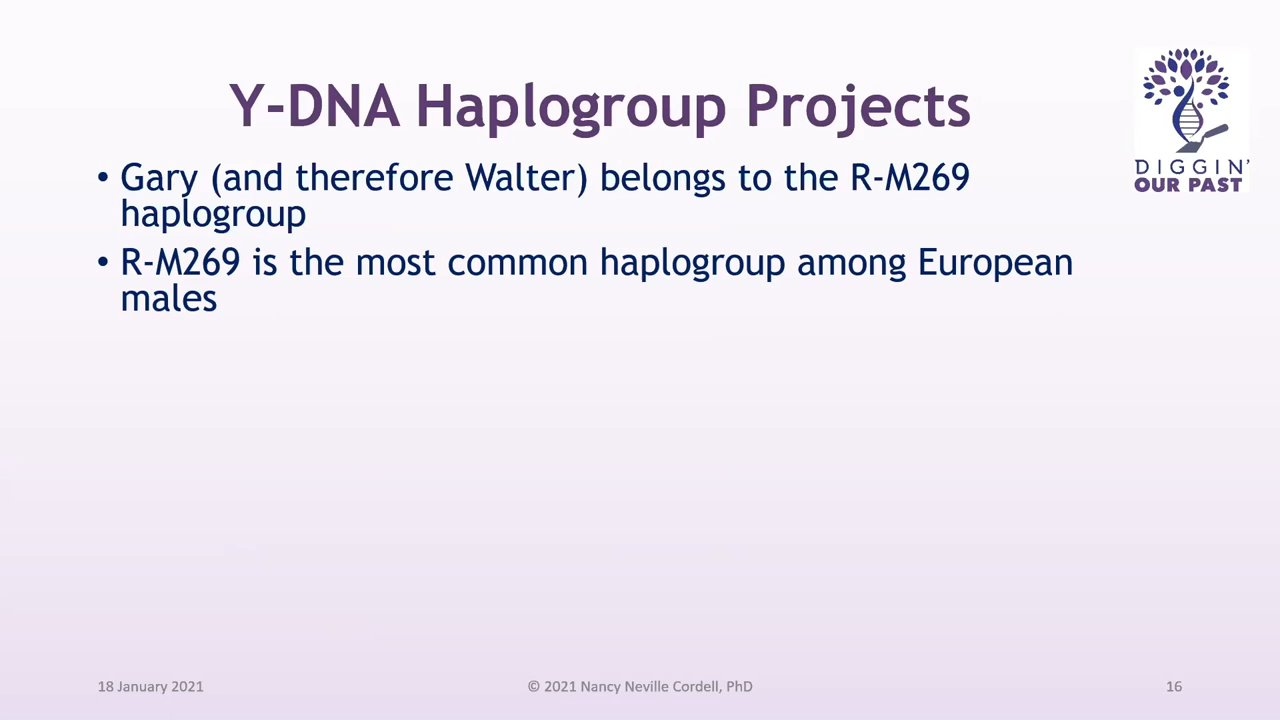 Y-DNA Haplogroup Projects
• Gary (and therefore Walter) belongs to the R-M269
haplogroup
• R-M269 is the most common haplogroup among European
males
DIGGIN'
OUR PAST
18 January 2021
© 2021 Nancy Neville Cordell, PhD
16